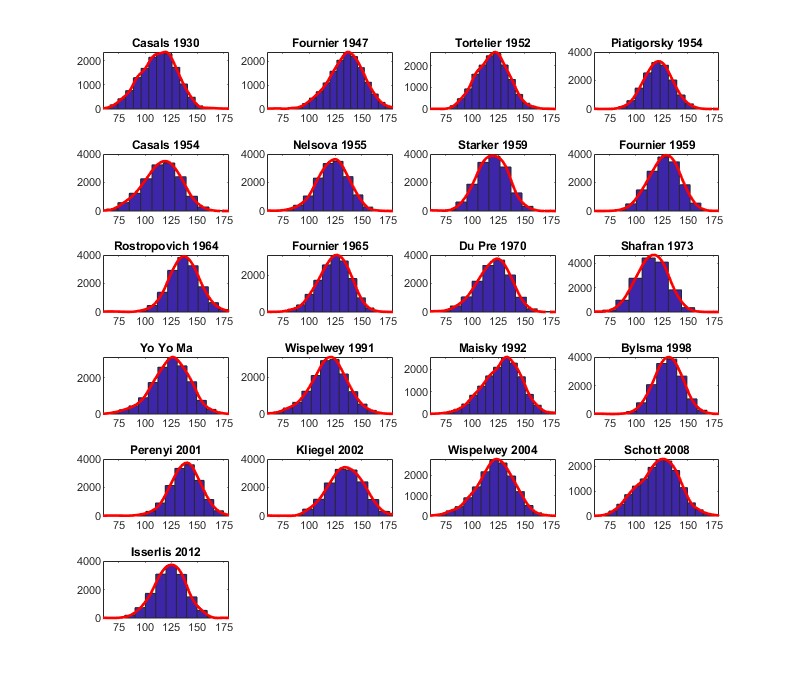 Casals 1930 Fournier 1947 Tortelier 1952 Piatigorsky 1954
2000 1000 0 2000 1000 0 2000 1000 0 4000 2000 0
75 100 125 150 175 75 100 125 150 175 75 100 125 150 175 75 100 125 150 175
Casals 1954 Nelsova 1955 Starker 1959 Fournier 1959
4000 2000 0 4000 2000 0 4000 2000 0 4000 2000 0
75 100 125 150 175 75 100 125 150 175 75 100 125 150 175 75 100 125 150 175
Rostropovich 1964 Fournier 1965 Du Pre 1970 Shafran 1973
4000 2000 0 2000 0 4000 2000 0 4000 2000 0
75 100 125 150 175 75 100 125 150 175 75 100 125 150 175 75 100 125 150 175
Yo Yo Ma Wispelwey 1991 Maisky 1992 Bylsma 1998
2000 0 2000 0 2000 1000 0 4000 2000 0
75 100 125 150 175 75 100 125 150 175 75 100 125 150 175 75 100 125 150 175
Perenyi 2001 Kliegel 2002 Wispelwey 2004 Schott 2008
4000 2000 0 4000 2000 0 2000 1000 0 2000 1000 0
75 100 125 150 175 75 100 125 150 175 75 100 125 150 175 75 100 125 150 175
Isserlis 2012
4000 2000 0
75 100 125 150 175